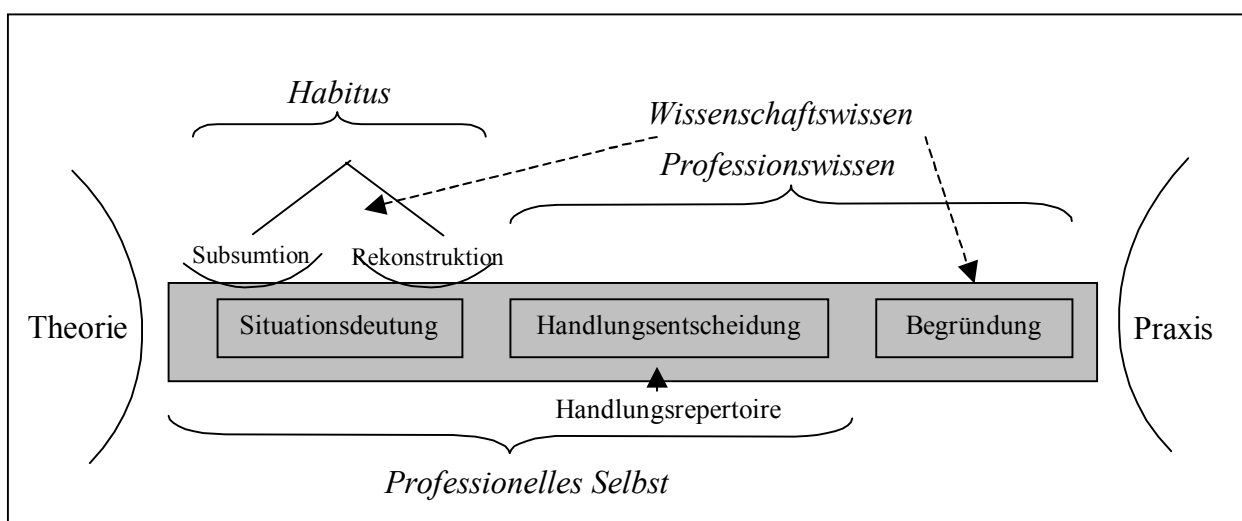 Habitus
Wissenschaftswissen
Professionswissen
Subsumtion
Rekonstruktion
Theorie
Situationsdeutung
Handlungsentscheidung
Begründung
Praxis
Handlungsrepertoire
Professionelles Selbst